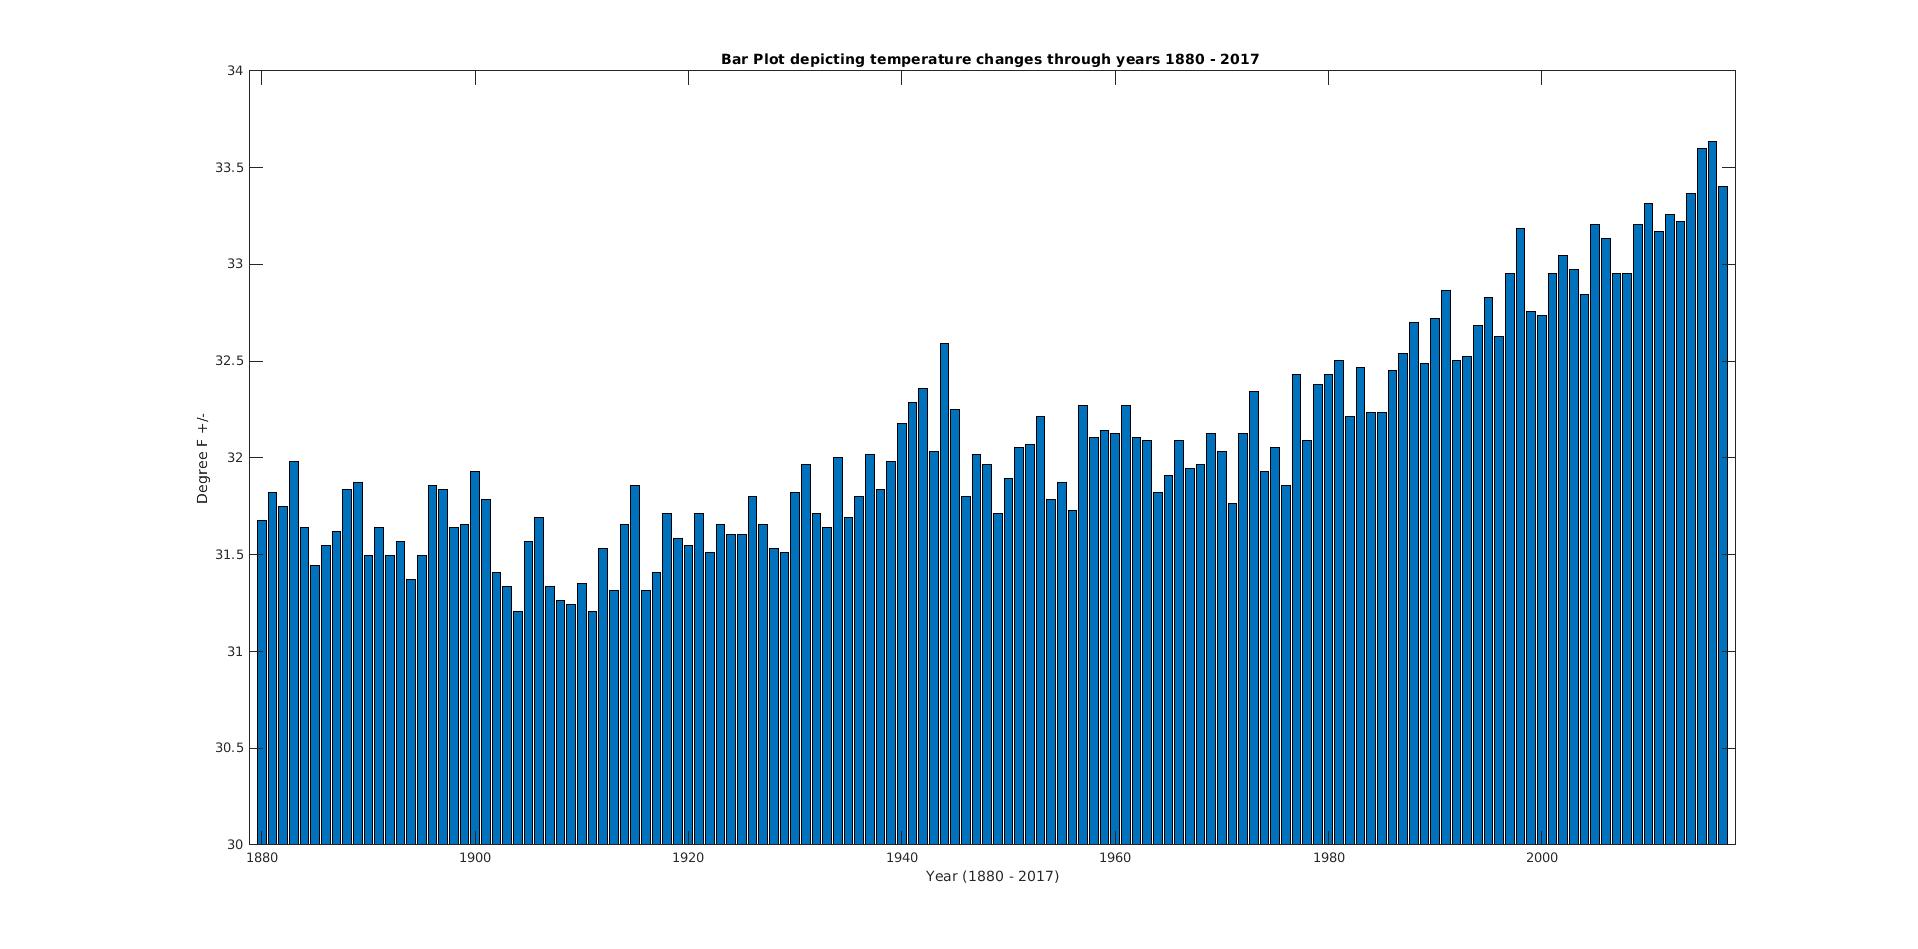 Bar Plot depicting temperature changes through years 1880 - 2017
34
33.5
33
32.5
32
31.5
31
30.5
30
Degree F +/-
1880 1900 1920 1940 1960 1980 2000
Year (1880 - 2017)